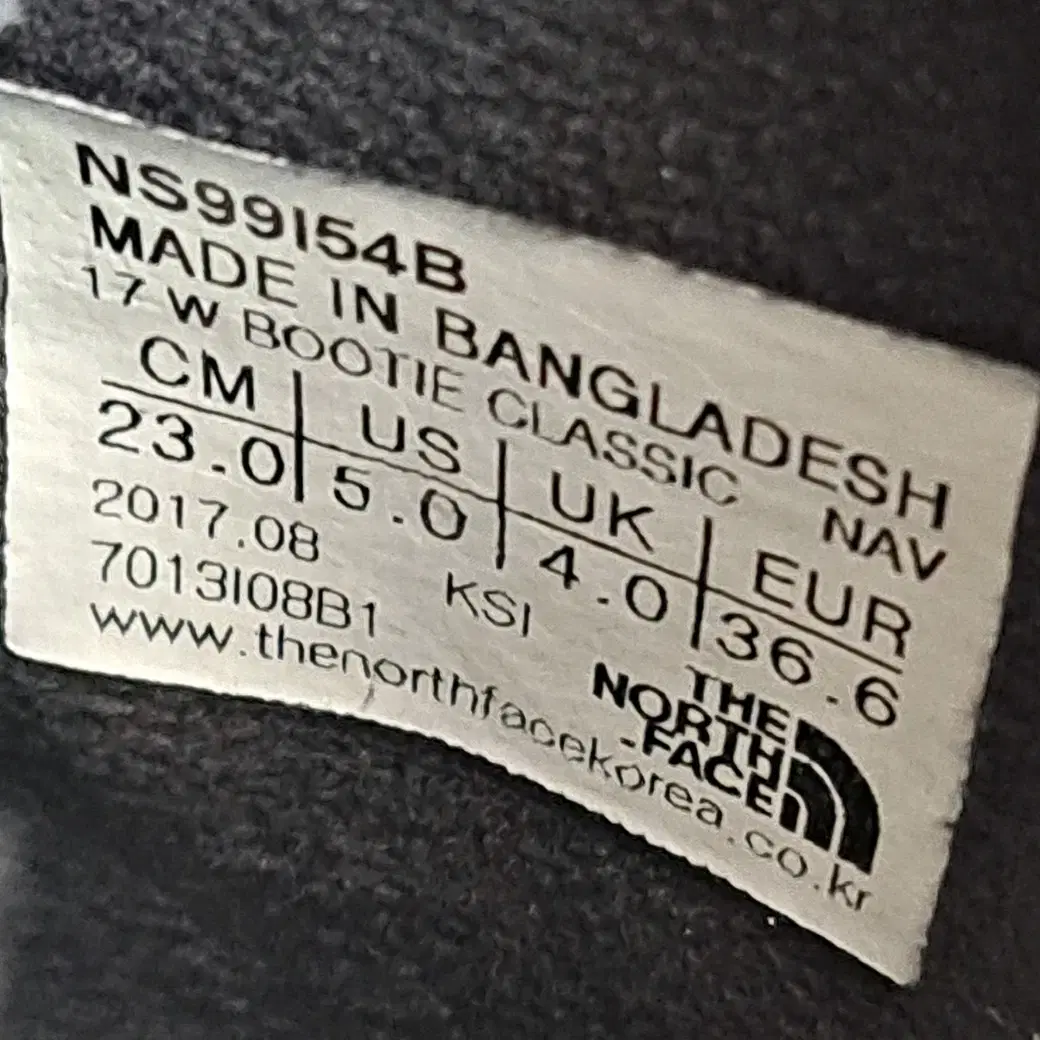 NS99I54B
MADE IN BANGLADESH
17 W BOOTIE CLASSIC NAV
CM US UK EUR
23.0 5.0 4.0 36.6
2017.08
7013I08B1 KSI
THE
NORTH
FACE
www.thenorthfacekorea.co.kr